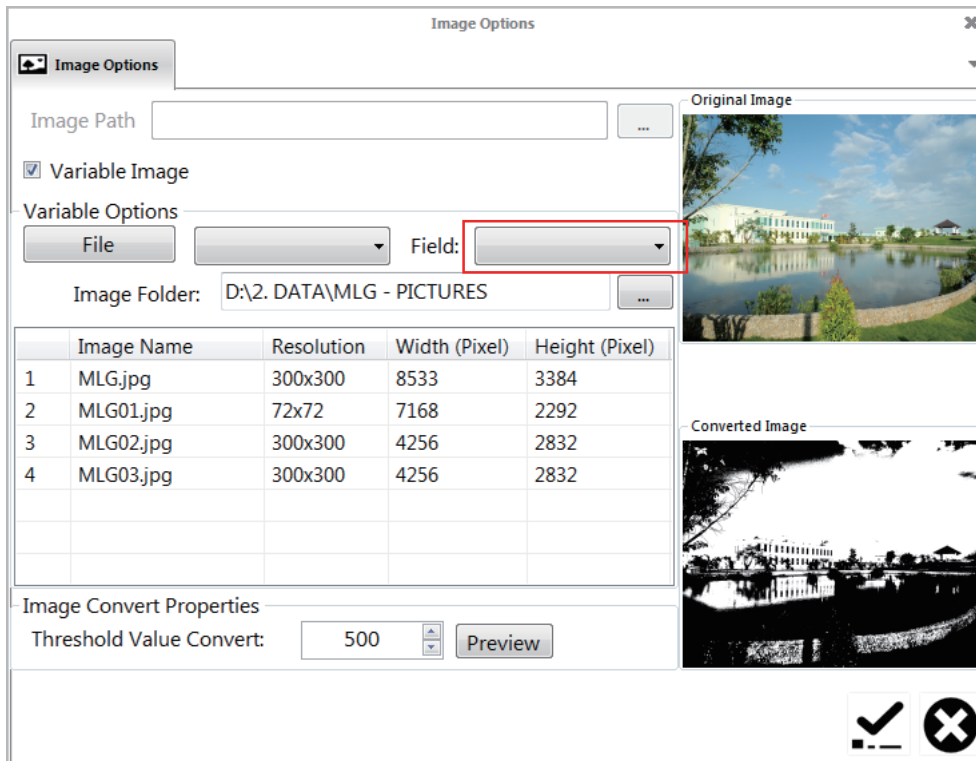 Image Options
Image Options
Image Path
...
Variable Image
Variable Options
File
Field:
Image Folder: D:\2. DATA\MLG - PICTURES ...
Image Name Resolution Width (Pixel) Height (Pixel)
1 MLG.jpg 300x300 8533 3384
2 MLG01.jpg 72x72 7168 2292
3 MLG02.jpg 300x300 4256 2832
4 MLG03.jpg 300x300 4256 2832
Image Convert Properties
Threshold Value Convert: 500 Preview
Original Image
Converted Image